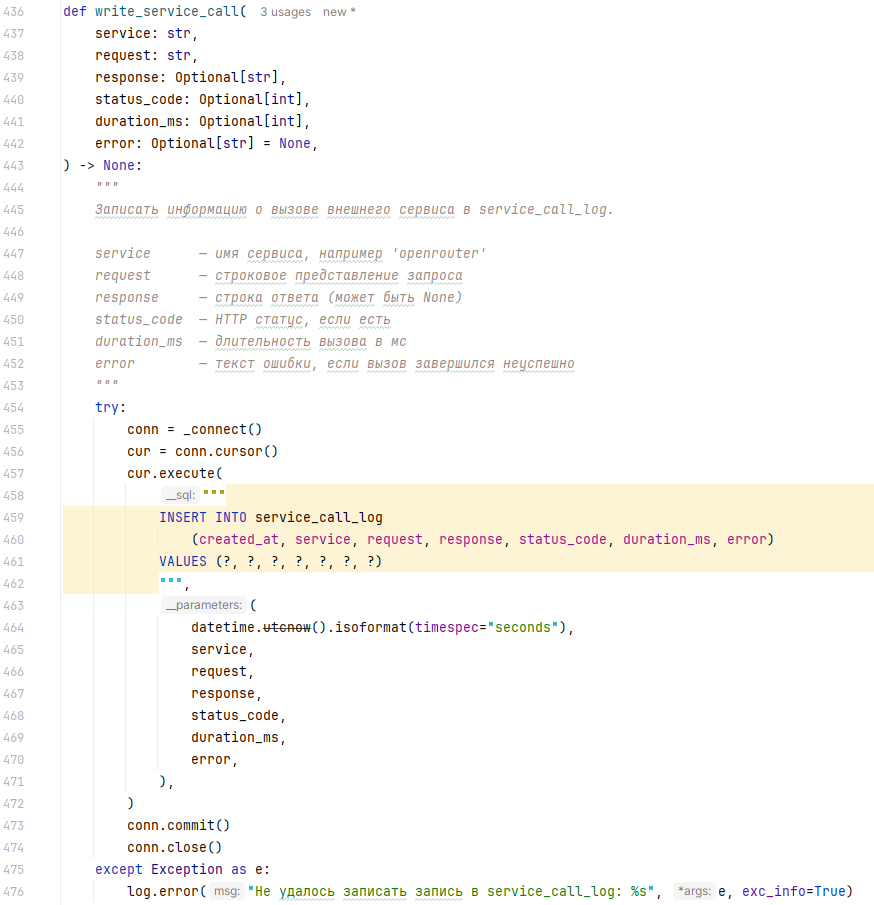 436 def write_service_call( 3 usages new *
437 service: str,
438 request: str,
439 response: Optional[str],
440 status_code: Optional[int],
441 duration_ms: Optional[int],
442 error: Optional[str] = None,
443 ) -> None:
444 """
445 Записать информацию о вызове внешнего сервиса в service_call_log.
446
447 service — имя сервиса, например 'openrouter'
448 request — строковое представление запроса
449 response — строка ответа (может быть None)
450 status_code — HTTP статус, если есть
451 duration_ms — длительность вызова в мс
452 error — текст ошибки, если вызов завершился неуспешно
453 """
454 try:
455 conn = _connect()
456 cur = conn.cursor()
457 cur.execute(
458 __sql: """
459 INSERT INTO service_call_log
460 (created_at, service, request, response, status_code, duration_ms, error)
461 VALUES (?, ?, ?, ?, ?, ?, ?)
462 """,
463 __parameters: (
464 datetime.utcnow().isoformat(timespec="seconds"),
465 service,
466 request,
467 response,
468 status_code,
469 duration_ms,
470 error,
471 ),
472 )
473 conn.commit()
474 conn.close()
475 except Exception as e:
476 log.error( msg: "Не удалось записать запись в service_call_log: %s", *args: e, exc_info=True)